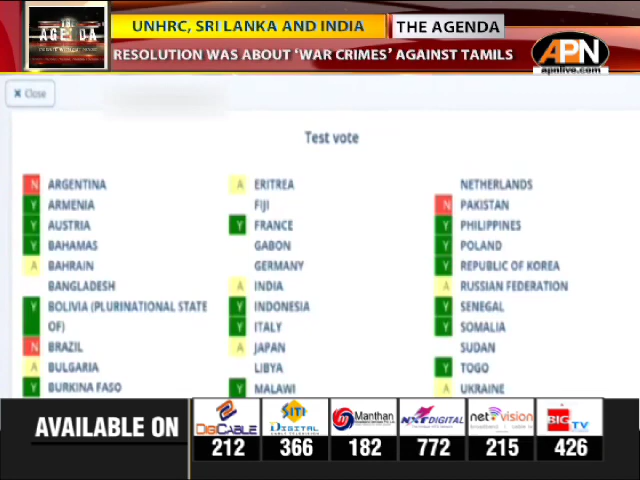 UNHRC, SRI LANKA AND INDIA
THE AGENDA
RESOLUTION WAS ABOUT ‘WAR CRIMES’ AGAINST TAMILS
THE
AGENDA
APN
apnlive.com
× Close
Test vote
N ARGENTINA
Y ARMENIA
Y AUSTRIA
Y BAHAMAS
A BAHRAIN
BANGLADESH
Y BOLIVIA (PLURINATIONAL STATE
OF)
N BRAZIL
A BULGARIA
Y BURKINA FASO
A ERITREA
FIJI
Y FRANCE
GABON
GERMANY
A INDIA
Y INDONESIA
Y ITALY
A JAPAN
LIBYA
Y MALAWI
NETHERLANDS
N PAKISTAN
Y PHILIPPINES
Y POLAND
Y REPUBLIC OF KOREA
A RUSSIAN FEDERATION
Y SENEGAL
Y SOMALIA
SUDAN
Y TOGO
A UKRAINE
AVAILABLE ON
DIGICABLE
212
SITI
DIGITAL
366
Manthan
182
NXTDIGITAL
772
net vision
215
BIG TV
426